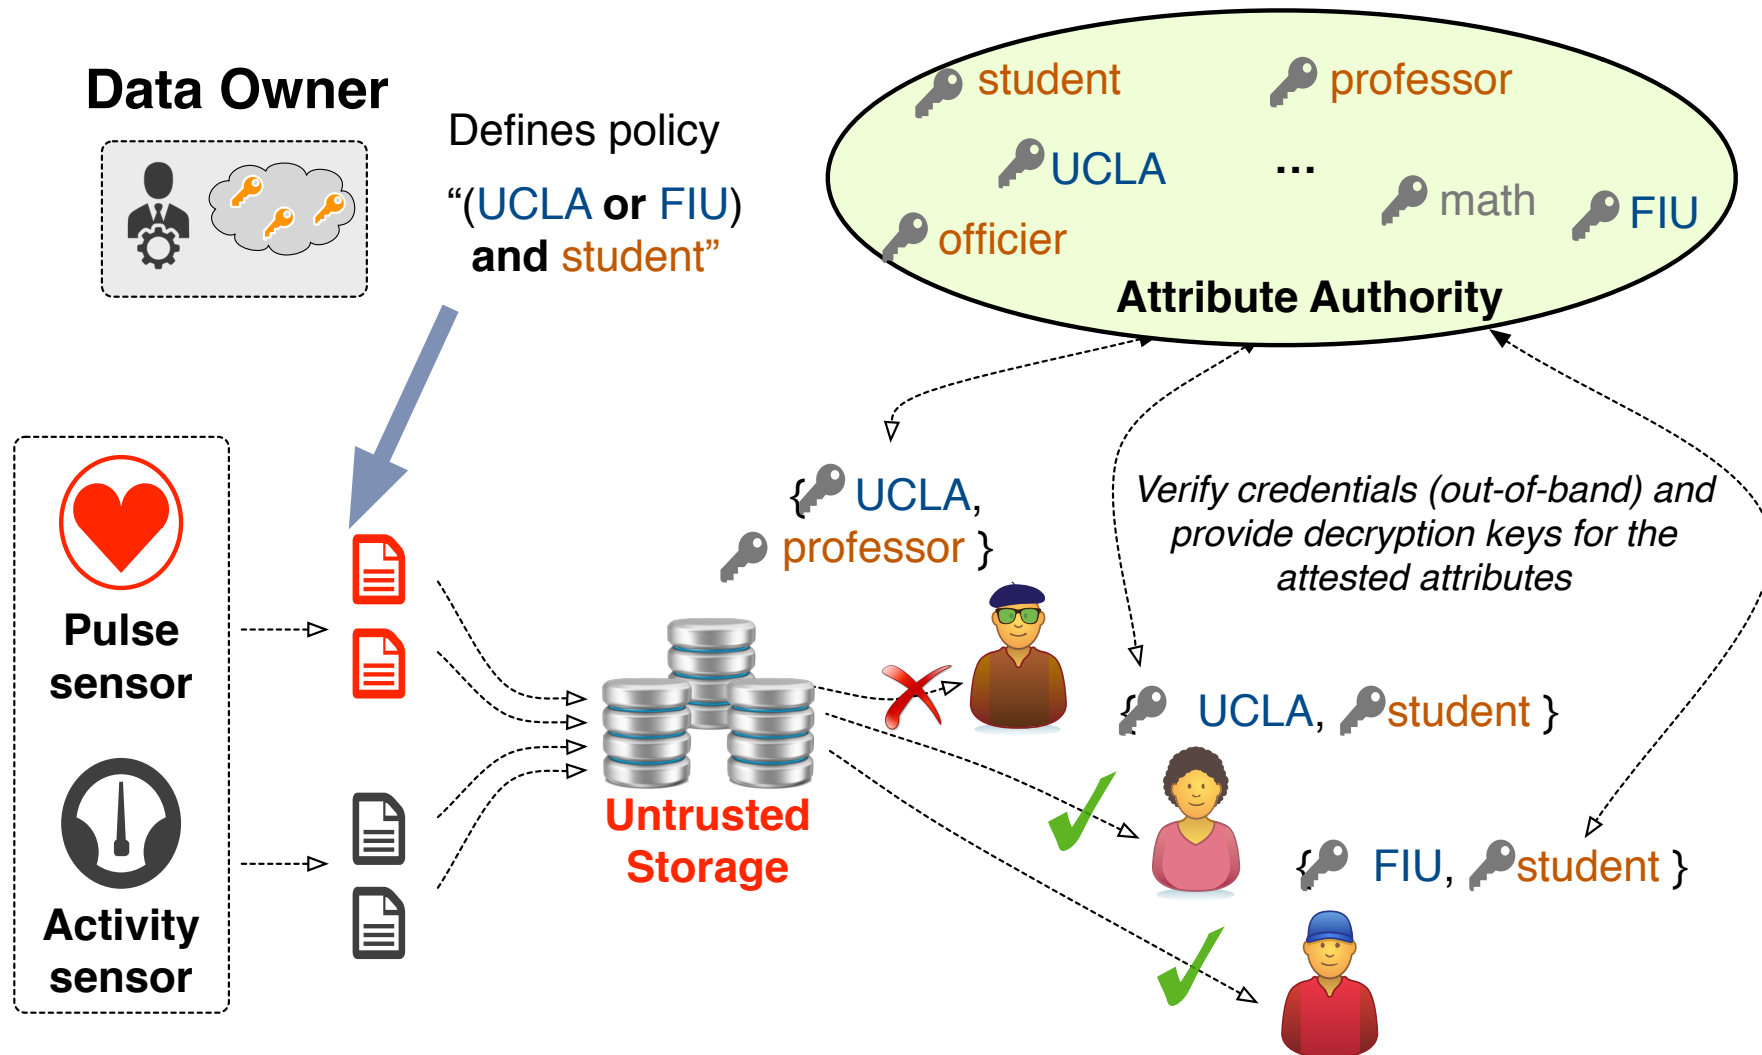 Data Owner
Defines policy
“(UCLA or FIU)
and student”
student
professor
UCLA
...
math
FIU
officier
Attribute Authority
{ UCLA,
professor }
Verify credentials (out-of-band) and
provide decryption keys for the
attested attributes
Pulse
sensor
Activity
sensor
Untrusted
Storage
{ UCLA, student }
{ FIU, student }